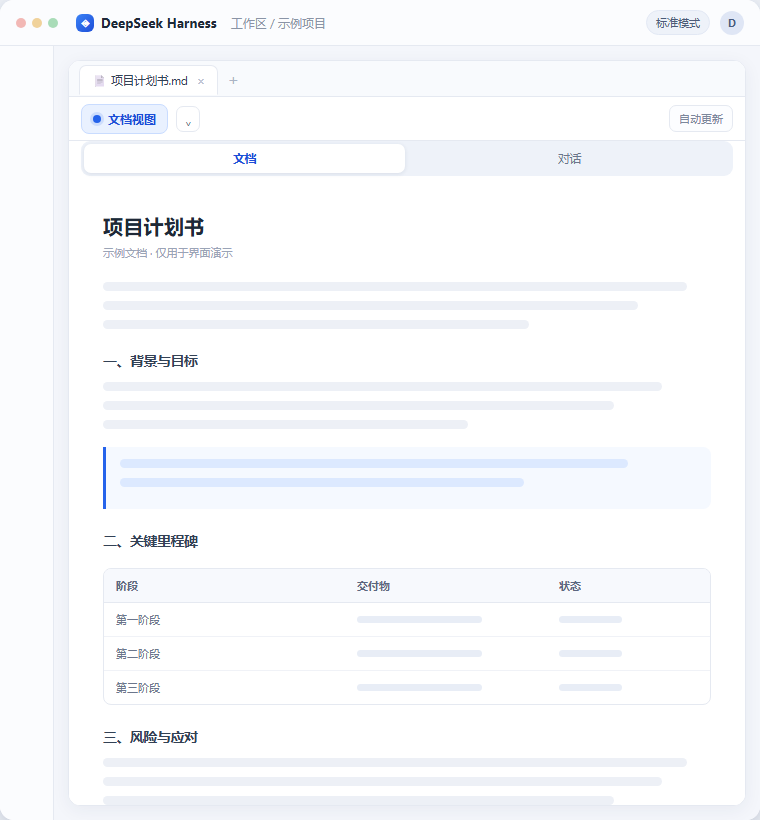 DeepSeek Harness 工作区 / 示例项目 标准模式 D
项目计划书.md × +
文档视图 自动更新
文档 对话
项目计划书
示例文档 · 仅用于界面演示
一、背景与目标
二、关键里程碑
阶段 交付物 状态
第一阶段
第二阶段
第三阶段
三、风险与应对